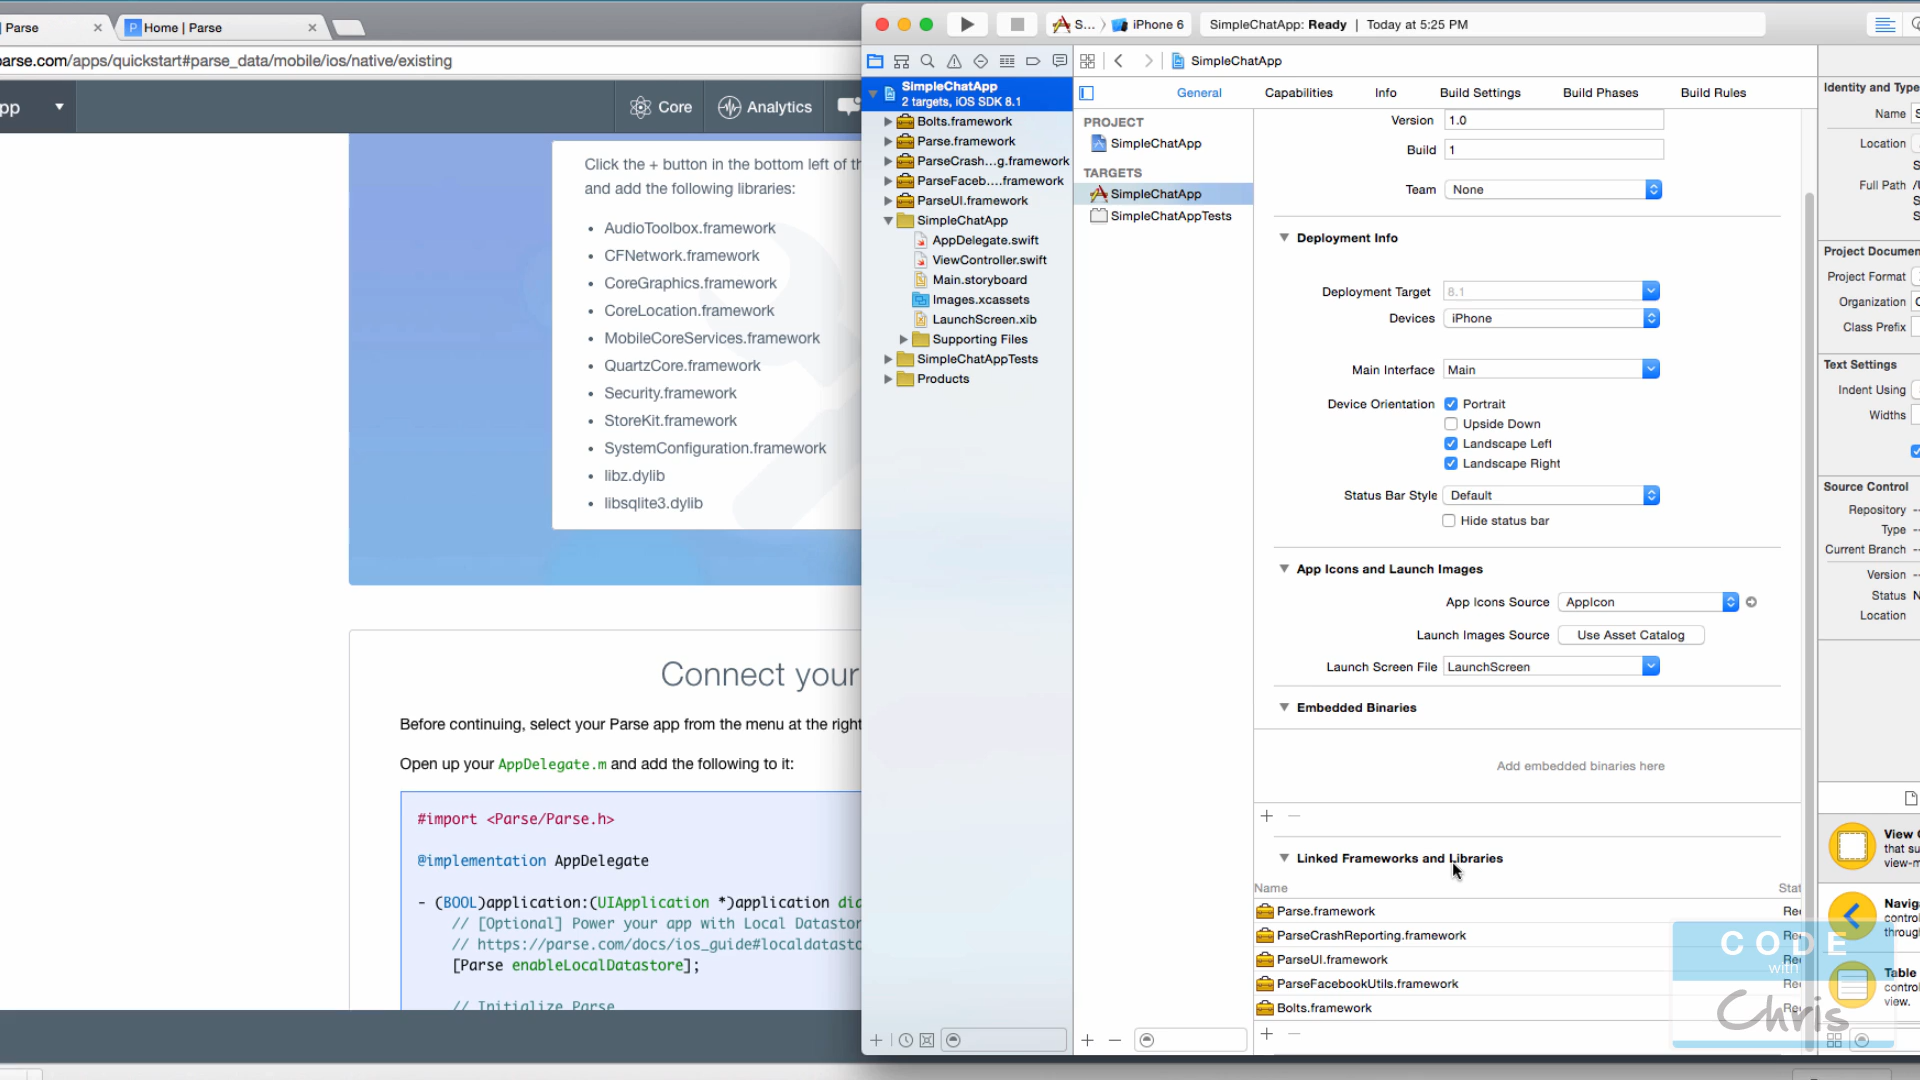 Parse
Home | Parse
parse.com/apps/quickstart#parse_data/mobile/ios/native/existing
Core
Analytics
Click the + button in the bottom left of
and add the following libraries:
• AudioToolbox.framework
• CFNetwork.framework
• CoreGraphics.framework
• CoreLocation.framework
• MobileCoreServices.framework
• QuartzCore.framework
• Security.framework
• StoreKit.framework
• SystemConfiguration.framework
• libz.dylib
• libsqlite3.dylib
Connect your
Before continuing, select your Parse app from the menu at the right
Open up your AppDelegate.m and add the following to it:
#import <Parse/Parse.h>
@implementation AppDelegate
- (BOOL)application:(UIApplication *)application
// [Optional] Power your app with Local
// https://parse.com/docs/ios_guide#localdatasto
[Parse enableLocalDatastore];
// Initialize Parse
S...
iPhone 6
SimpleChatApp: Ready | Today at 5:25 PM
SimpleChatApp
SimpleChatApp
2 targets, iOS SDK 8.1
Bolts.framework
Parse.framework
ParseCrash...g.framework
ParseFaceb....framework
ParseUI.framework
SimpleChatApp
AppDelegate.swift
ViewController.swift
Main.storyboard
Images.xcassets
LaunchScreen.xib
Supporting Files
SimpleChatAppTests
Products
General
Capabilities
Info
Build Settings
Build Phases
Build Rules
PROJECT
SimpleChatApp
TARGETS
SimpleChatApp
SimpleChatAppTests
Version 1.0
Build 1
Team None
Deployment Info
Deployment Target 8.1
Devices iPhone
Main Interface Main
Device Orientation Portrait
Upside Down
Landscape Left
Landscape Right
Status Bar Style Default
Hide status bar
App Icons and Launch Images
App Icons Source AppIcon
Launch Images Source Use Asset Catalog
Launch Screen File LaunchScreen
Embedded Binaries
Add embedded binaries here
Linked Frameworks and Libraries
Name
Parse.framework
ParseCrashReporting.framework
ParseUI.framework
ParseFacebookUtils.framework
Bolts.framework
Identity and Type
Name
Location
Full Path
Project Documen
Project Format
Organization
Class Prefix
Text Settings
Indent Using
Widths
Source Control
Repository --
Type --
Current Branch --
Version --
Status
Location
View
that su
view-m
Naviga
contro
throug
Table
contro
view.
CODE
with
Chris